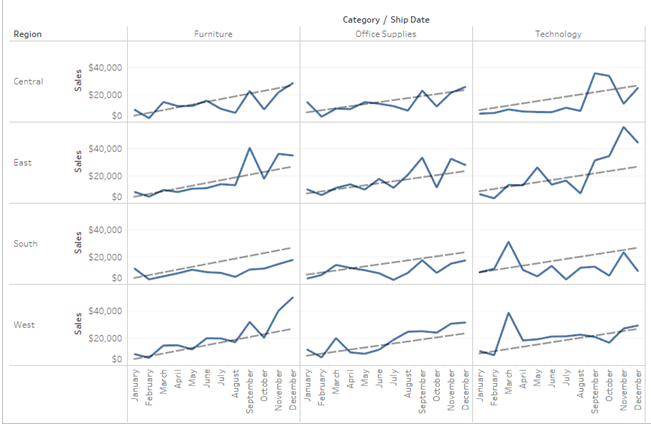 Category / Ship Date
Region Furniture Office Supplies Technology
Central Sales $40,000 $20,000 $0
East Sales $40,000 $20,000 $0
South Sales $40,000 $20,000 $0
West Sales $40,000 $20,000 $0
January February March April May June July August September October November December January February March April May June July August September October November December January February March April May June July August September October November December